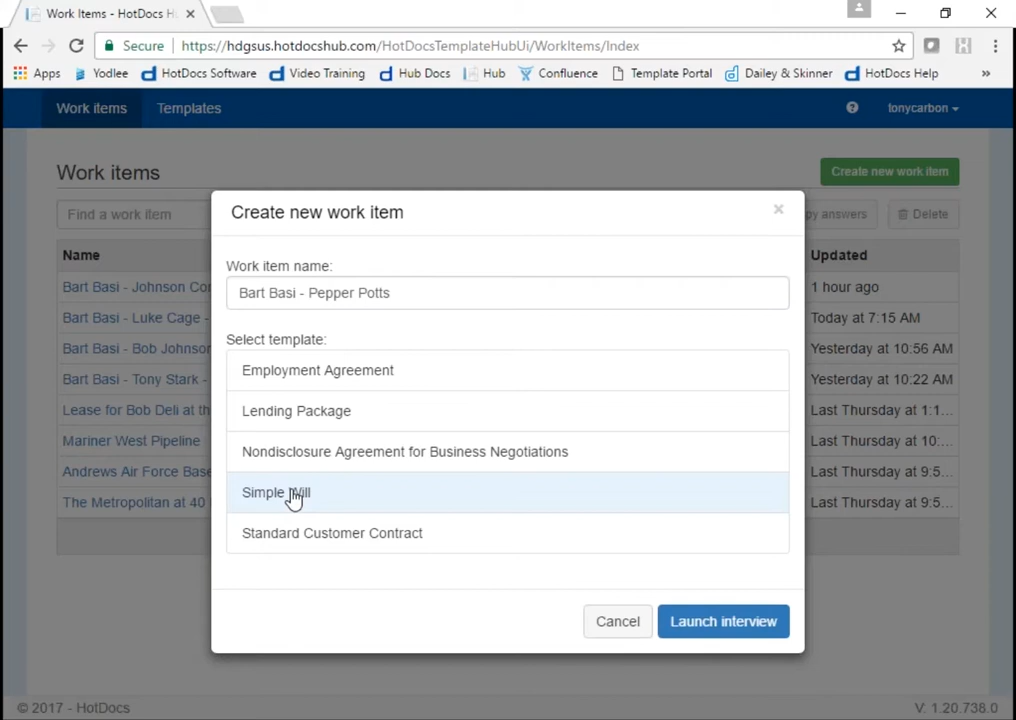 Work Items - HotDocs H
Secure https://hdgsus.hotdocshub.com/HotDocsTemplateHubUi/WorkItems/Index
Apps Yodlee HotDocs Software Video Training Hub Docs Hub Confluence Template Portal Dailey & Skinner HotDocs Help »
Work items Templates tonycarbon
Work items Create new work item
Find a work item py answers Delete
Name Updated
Bart Basi - Johnson Co 1 hour ago
Bart Basi - Luke Cage - Today at 7:15 AM
Bart Basi - Bob Johnson Yesterday at 10:56 AM
Bart Basi - Tony Stark - Yesterday at 10:22 AM
Lease for Bob Deli at th Last Thursday at 1:1...
Mariner West Pipeline Last Thursday at 10:...
Andrews Air Force Base Last Thursday at 9:5...
The Metropolitan at 40 Last Thursday at 9:5...
Create new work item ×
Work item name:
Bart Basi - Pepper Potts
Select template:
Employment Agreement
Lending Package
Nondisclosure Agreement for Business Negotiations
Simple Will
Standard Customer Contract
Cancel Launch interview
© 2017 - HotDocs V: 1.20.738.0